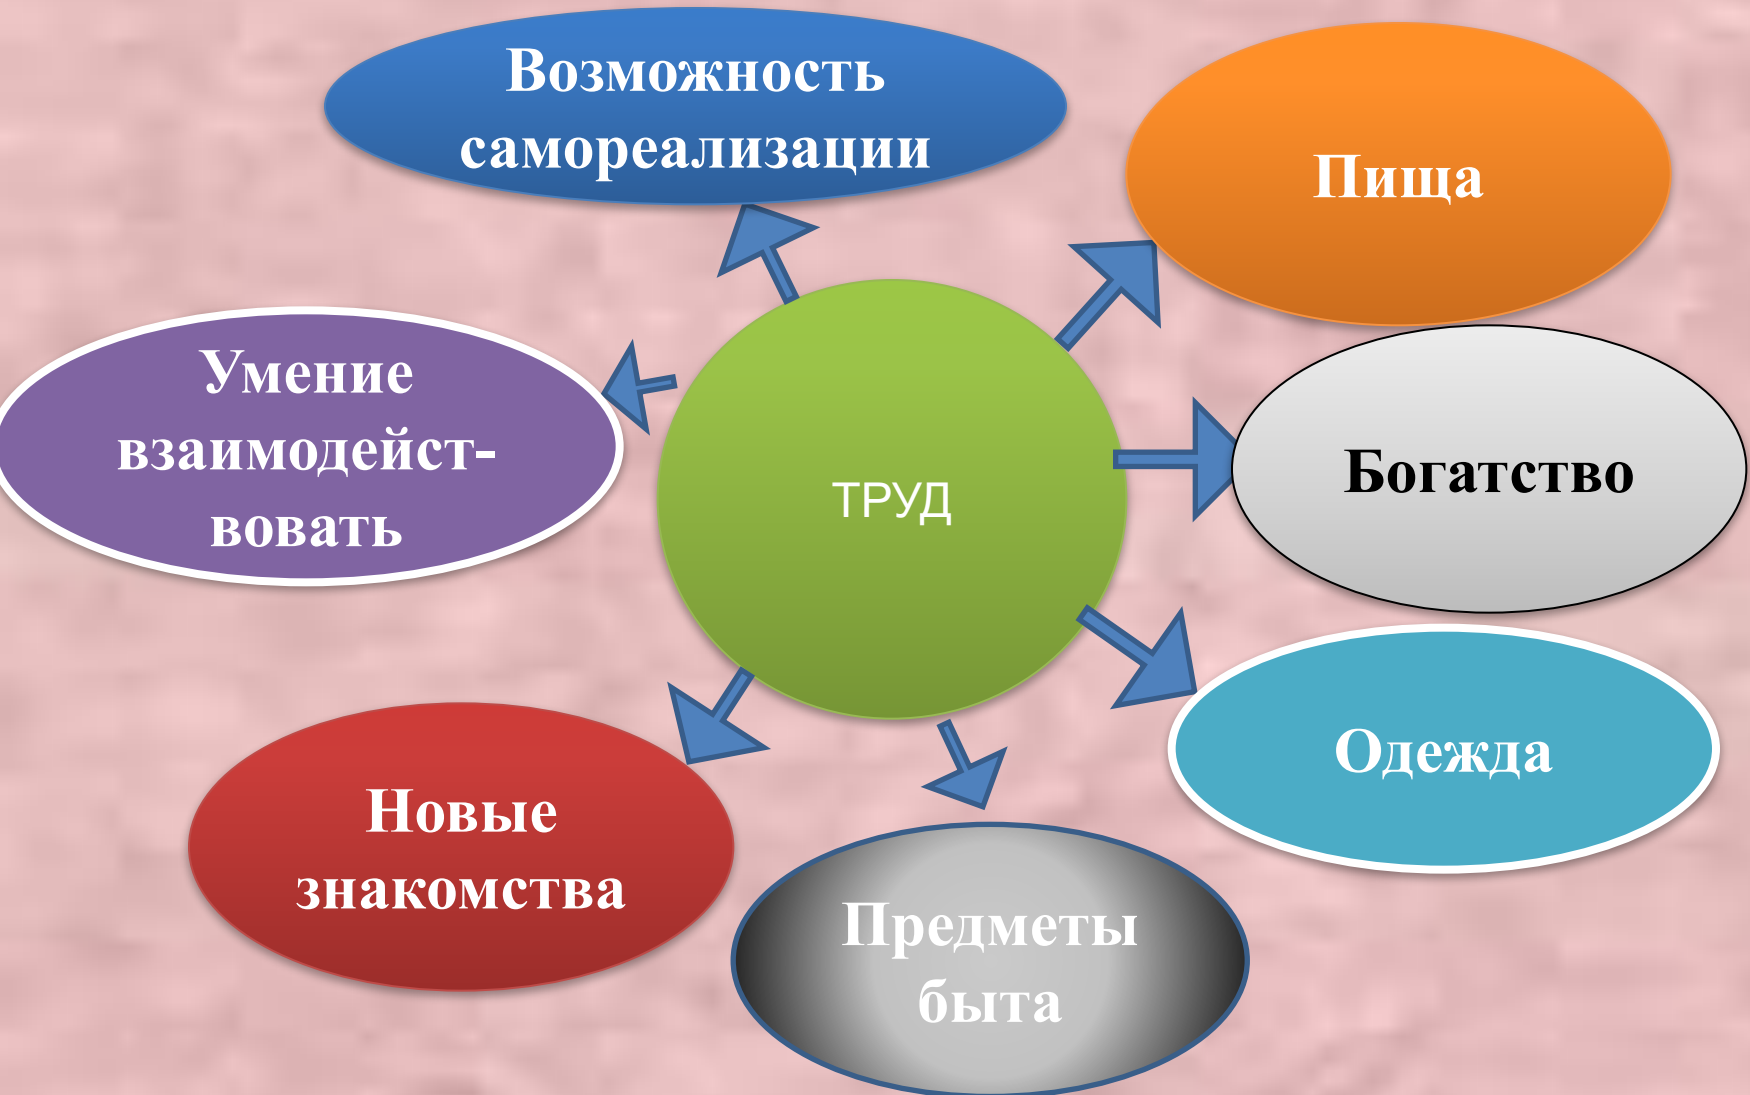 Возможность
самореализации
Пища
Умение
взаимодейст-
вовать
ТРУД
Богатство
Новые
знакомства
Одежда
Предметы
быта